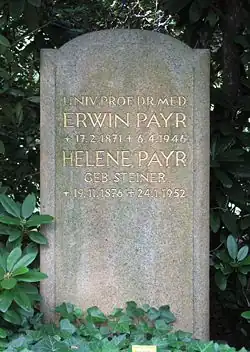 UNIV. PROF. DR. MED.
ERWIN PAYR
+ 17.2.1871 + 6.4.1946
HELENE PAYR
GEB. STEINER
+ 19.11.1876 + 24.1.1952